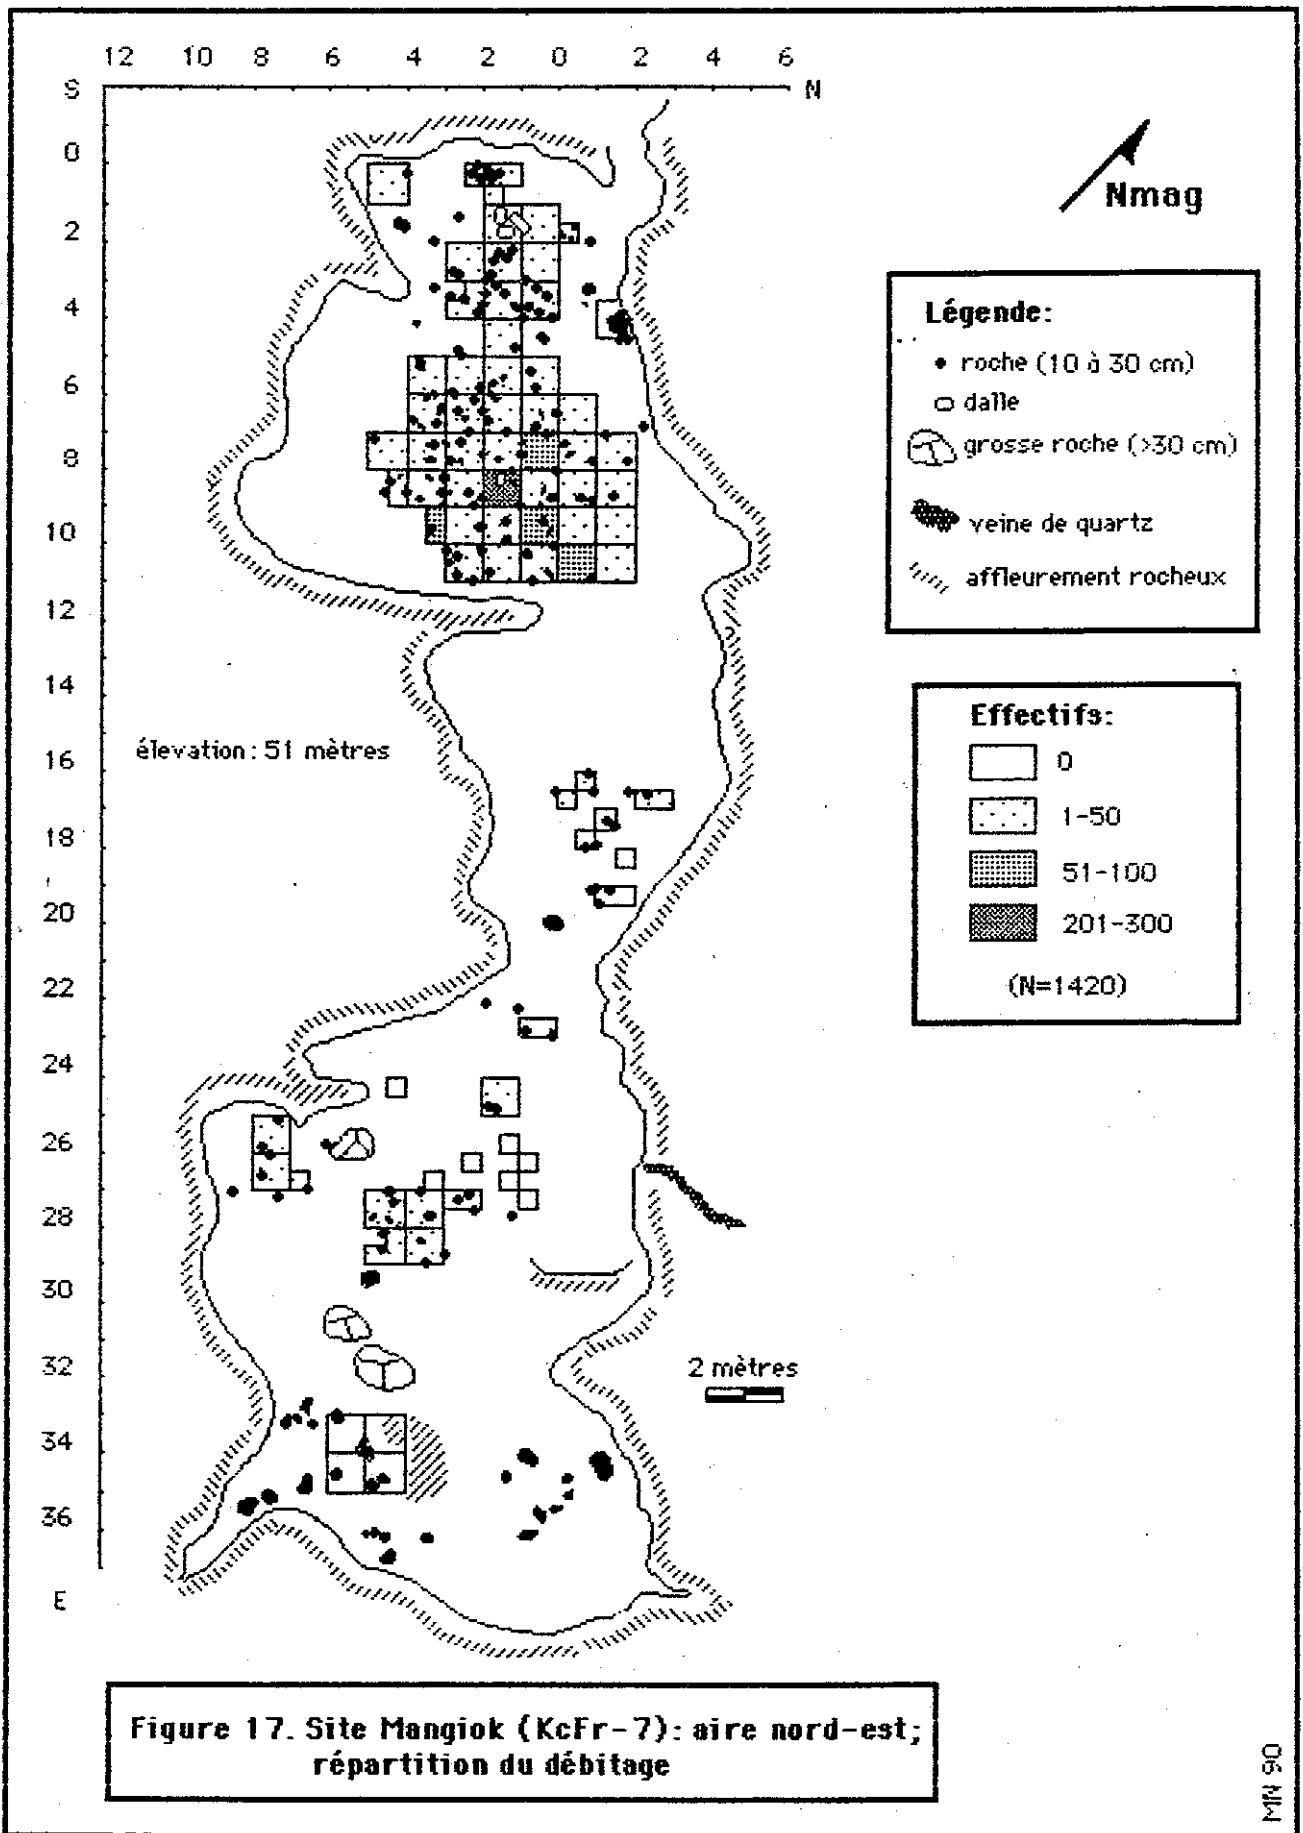 12 10 8 6 4 2 0 2 4 6
S
N
0
2
4
6
8
10
12
14
16
18
20
22
24
26
28
30
32
34
36
E
Nmag
Légende:
roche (10 à 30 cm)
dalle
grosse roche (>30 cm)
veine de quartz
affleurement rocheux
Effectifs:
0
1-50
51-100
201-300
(N=1420)
élevation: 51 mètres
2 mètres
Figure 17. Site Mangiok (KcFr-7): aire nord-est;
répartition du débitage
MN 90